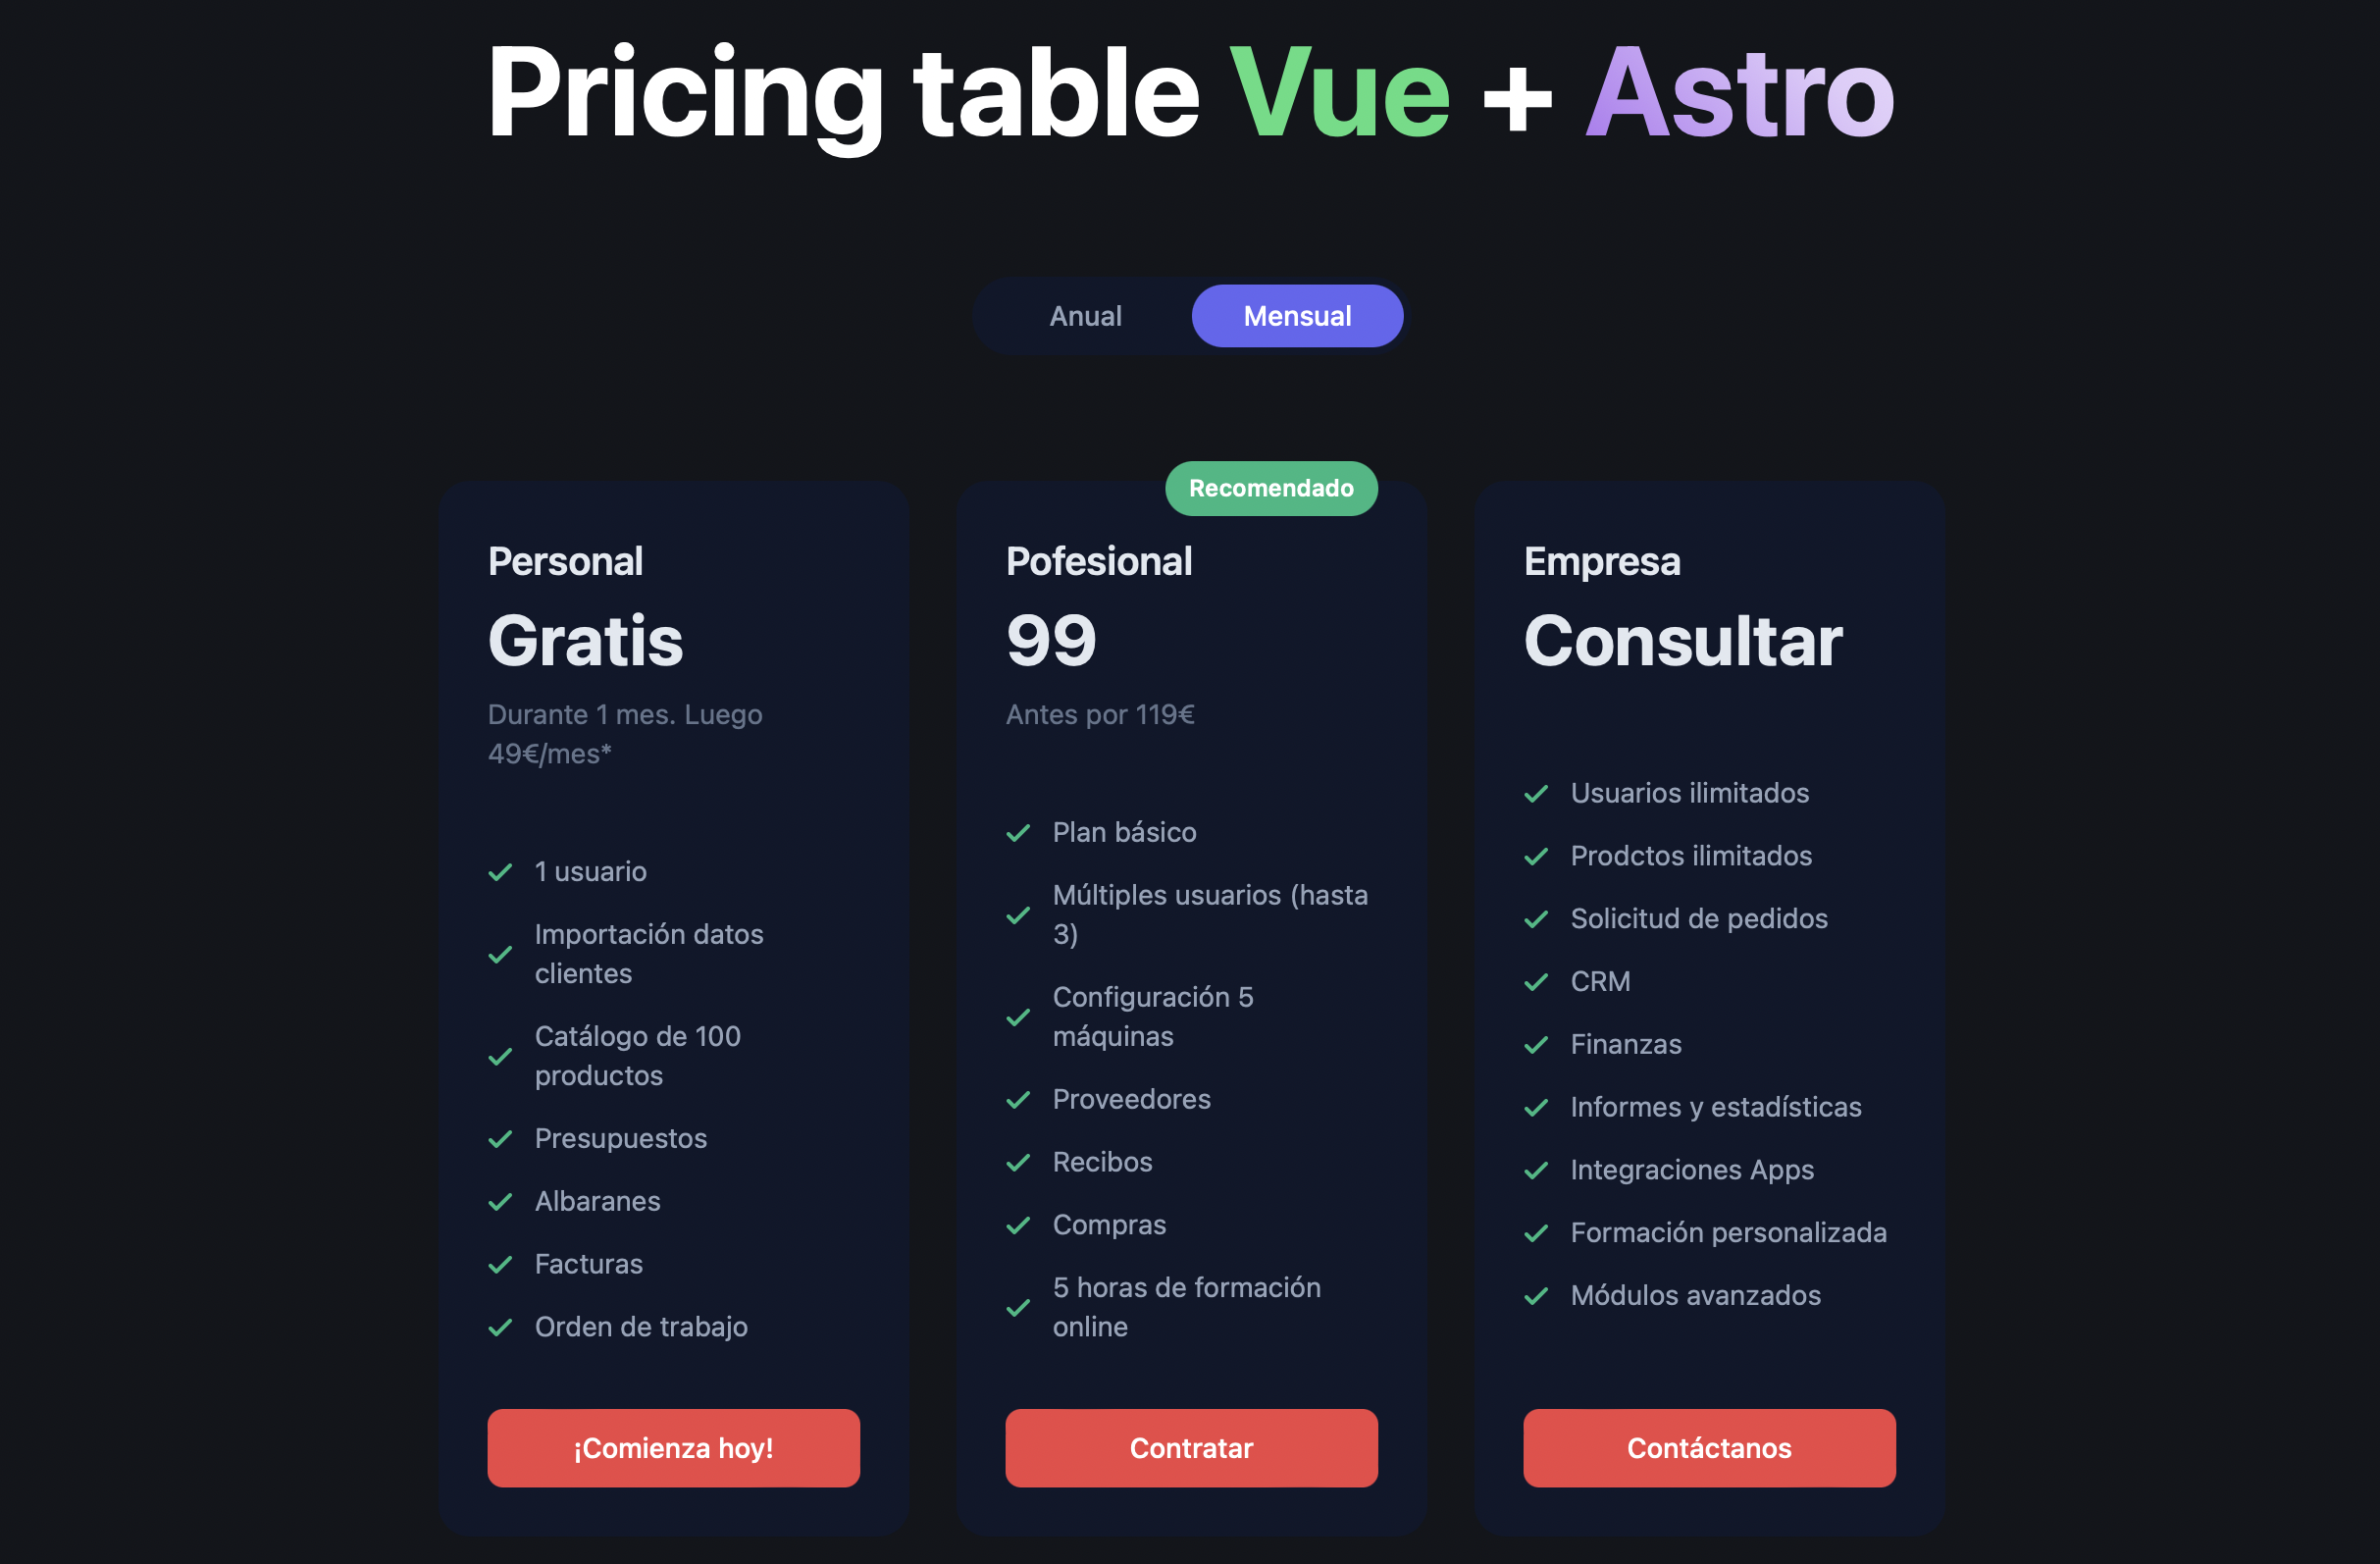 Pricing table Vue + Astro
Anual
Mensual
Personal
Gratis
Durante 1 mes. Luego
49€/mes*
1 usuario
Importación datos
clientes
Catálogo de 100
productos
Presupuestos
Albaranes
Facturas
Orden de trabajo
¡Comienza hoy!
Recomendado
Pofesional
99
Antes por 119€
Plan básico
Múltiples usuarios (hasta
3)
Configuración 5
máquinas
Proveedores
Recibos
Compras
5 horas de formación
online
Contratar
Empresa
Consultar
Usuarios ilimitados
Prodctos ilimitados
Solicitud de pedidos
CRM
Finanzas
Informes y estadísticas
Integraciones Apps
Formación personalizada
Módulos avanzados
Contáctanos